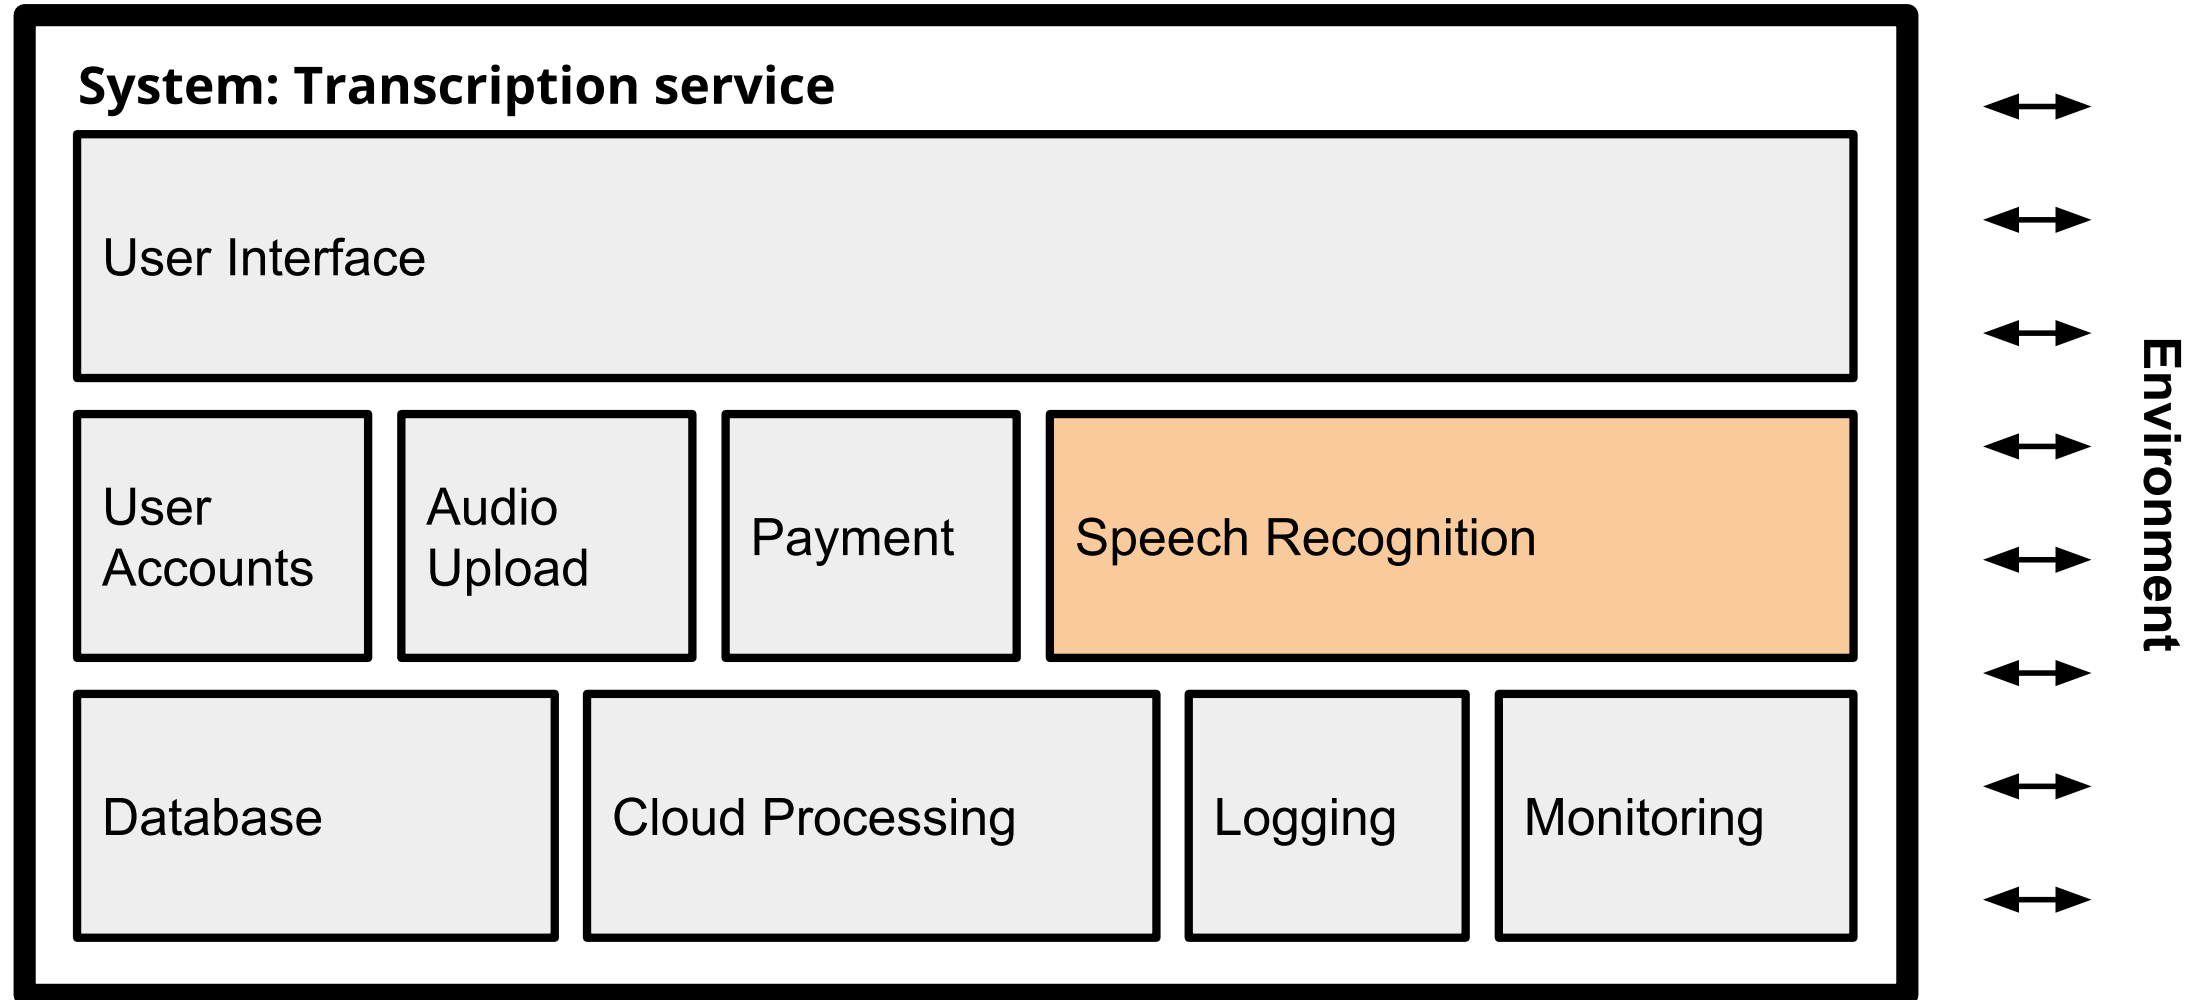 System: Transcription service
User Interface
User
Accounts
Audio
Upload
Payment
Speech Recognition
Database
Cloud Processing
Logging
Monitoring
Environment